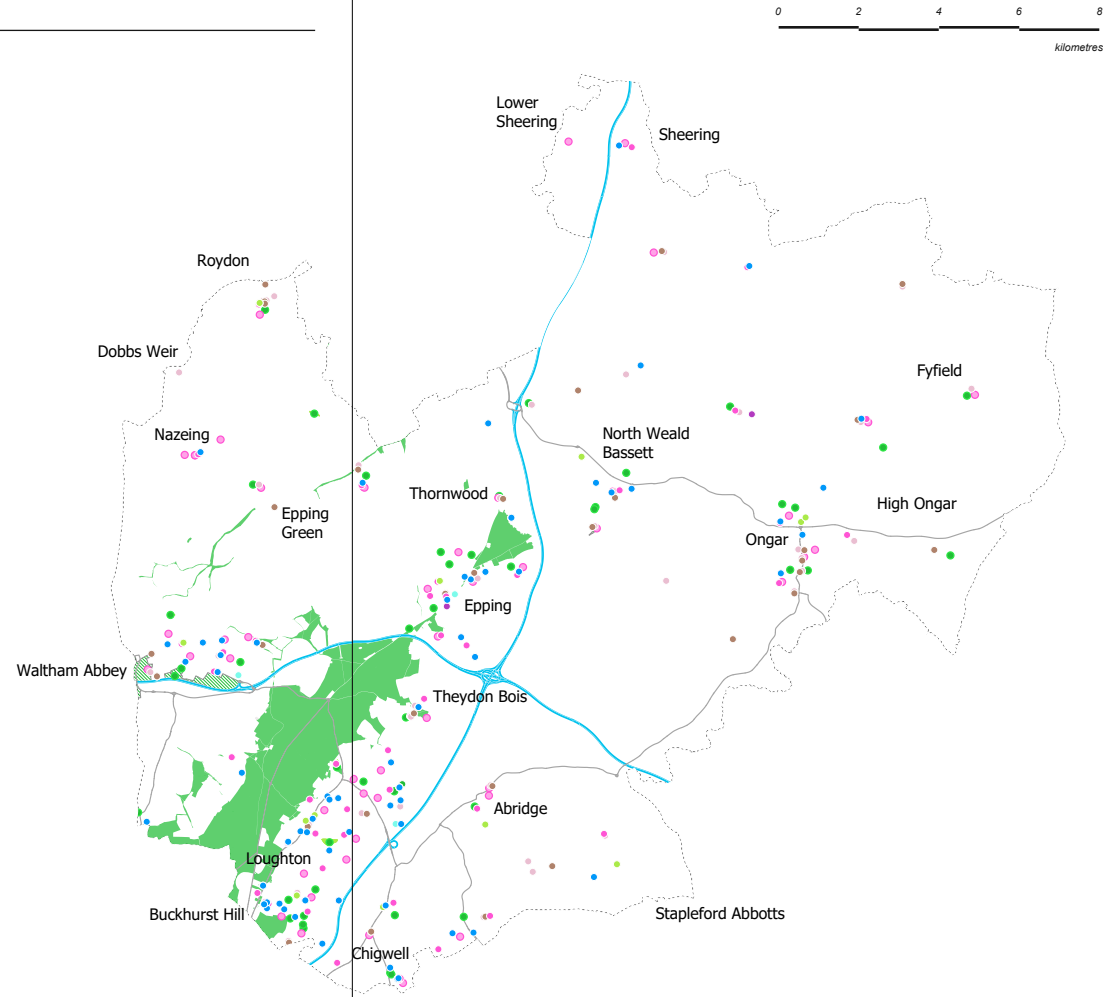 0 2 4 6 8
kilometres
Lower
Sheering
Sheering
Roydon
Dobbs Weir
Fyfield
Nazeing
North Weald
Bassett
Thornwood
High Ongar
Epping
Green
Ongar
Epping
Waltham Abbey
Theydon Bois
Abridge
Loughton
Buckhurst Hill
Stapleford Abbotts
Chigwell